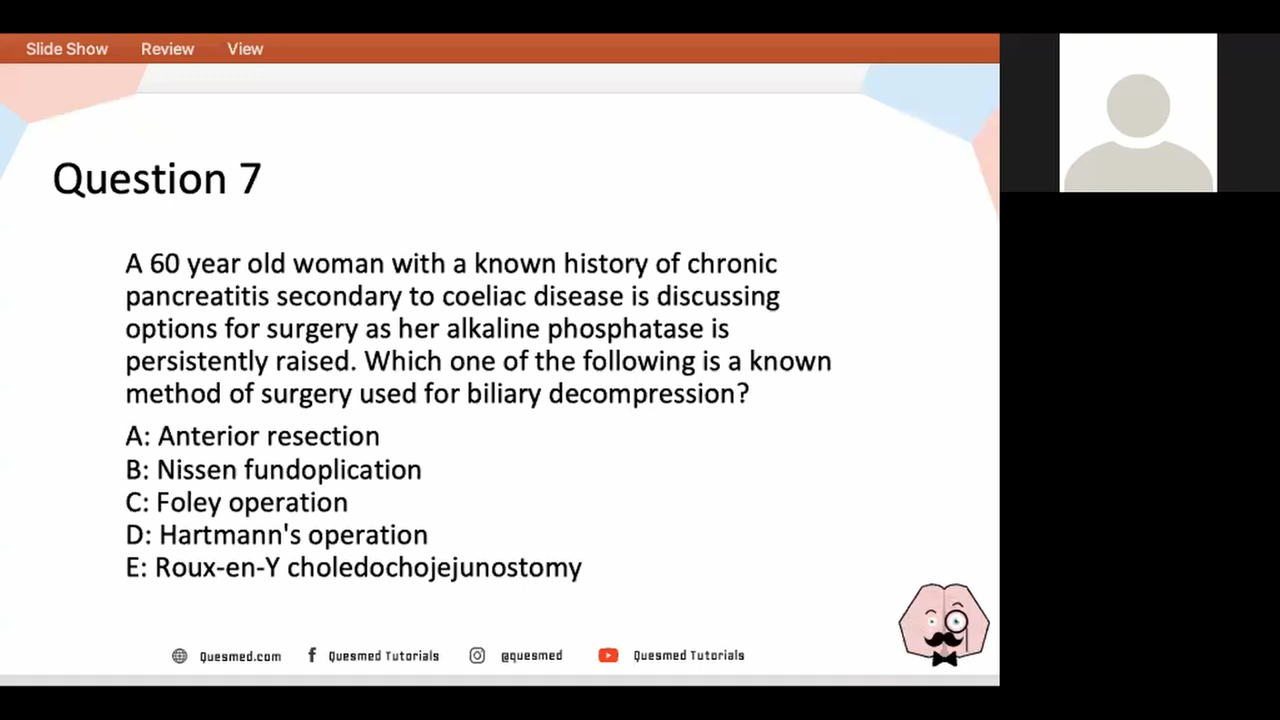 Slide Show Review View
Question 7
A 60 year old woman with a known history of chronic
pancreatitis secondary to coeliac disease is discussing
options for surgery as her alkaline phosphatase is
persistently raised. Which one of the following is a known
method of surgery used for biliary decompression?
A: Anterior resection
B: Nissen fundoplication
C: Foley operation
D: Hartmann's operation
E: Roux-en-Y choledochojejunostomy
Quesmed.com Quesmed Tutorials @quesmed Quesmed Tutorials